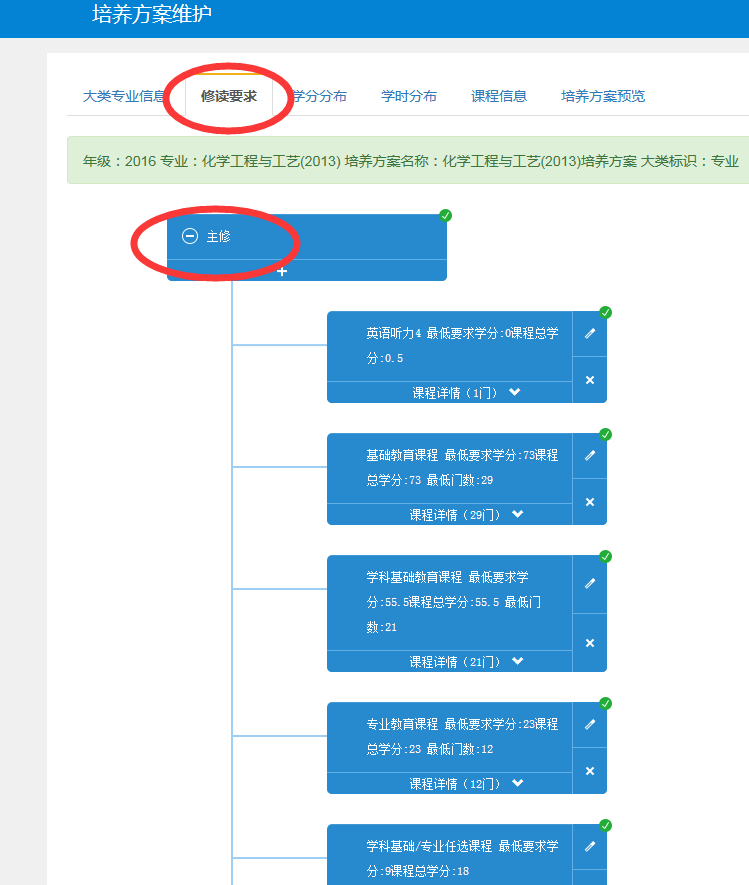 培养方案维护
大类专业信息 修读要求 学分分布 学时分布 课程信息 培养方案预览
年级：2016 专业：化学工程与工艺(2013) 培养方案名称：化学工程与工艺(2013)培养方案 大类标识：专业
主修
英语听力4 最低要求学分:0课程总学
分:0.5
课程详情（1门）
基础教育课程 最低要求学分:73课程
总学分:73 最低门数:29
课程详情（29门）
学科基础教育课程 最低要求学
分:55.5课程总学分:55.5 最低门
数:21
课程详情（21门）
专业教育课程 最低要求学分:23课程
总学分:23 最低门数:12
课程详情（12门）
学科基础/专业任选课程 最低要求学
分:9课程总学分:18